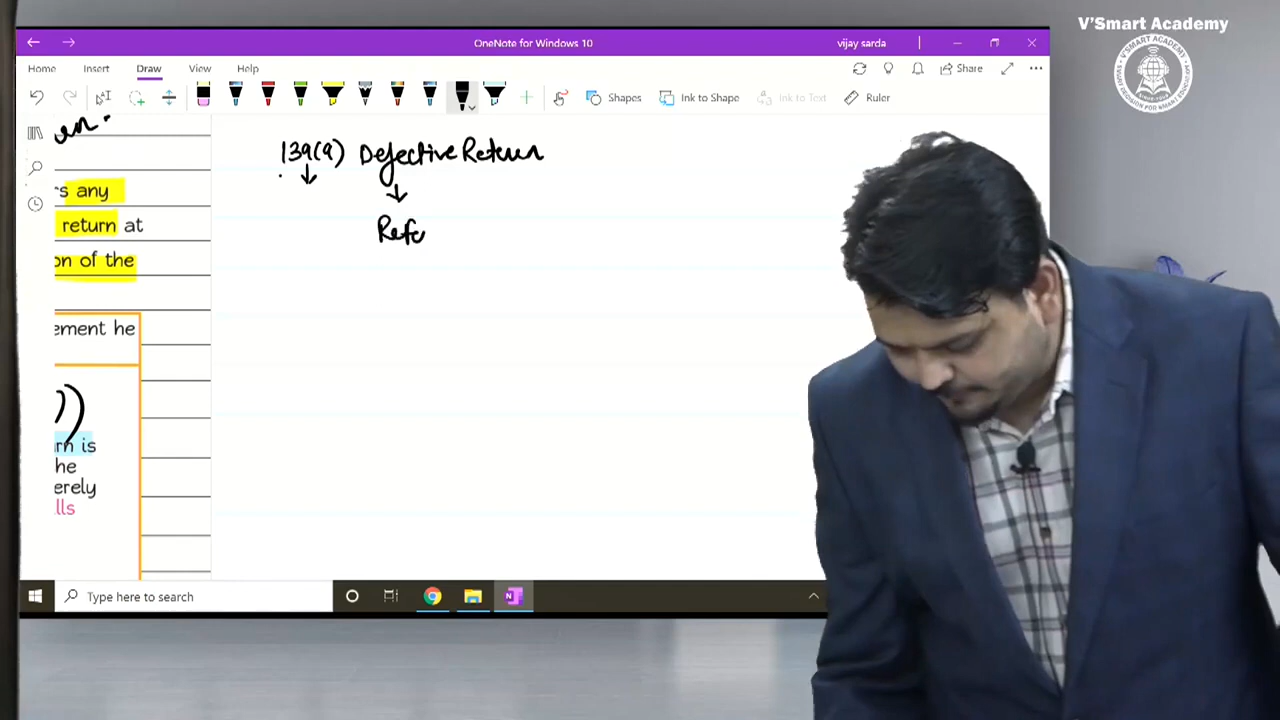 V'Smart Academy
OneNote for Windows 10
vijay sarda
Home Insert Draw View Help
Share
Shapes Ink to Shape Ink to Text Ruler
139(9) Defective Return
Refe
any
return at
on of the
ement he
))
rn is
he
erely
lls
Type here to search